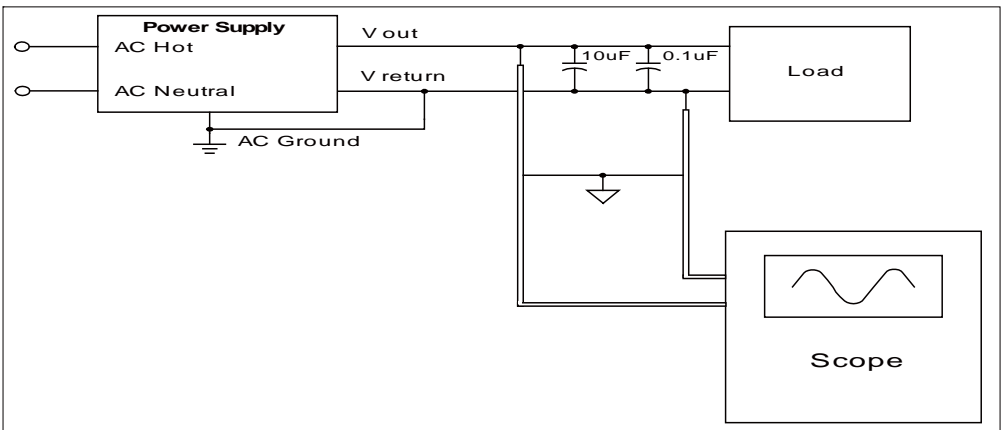 Power Supply
AC Hot
AC Neutral
V out
V return
10uF
0.1uF
Load
AC Ground
Scope